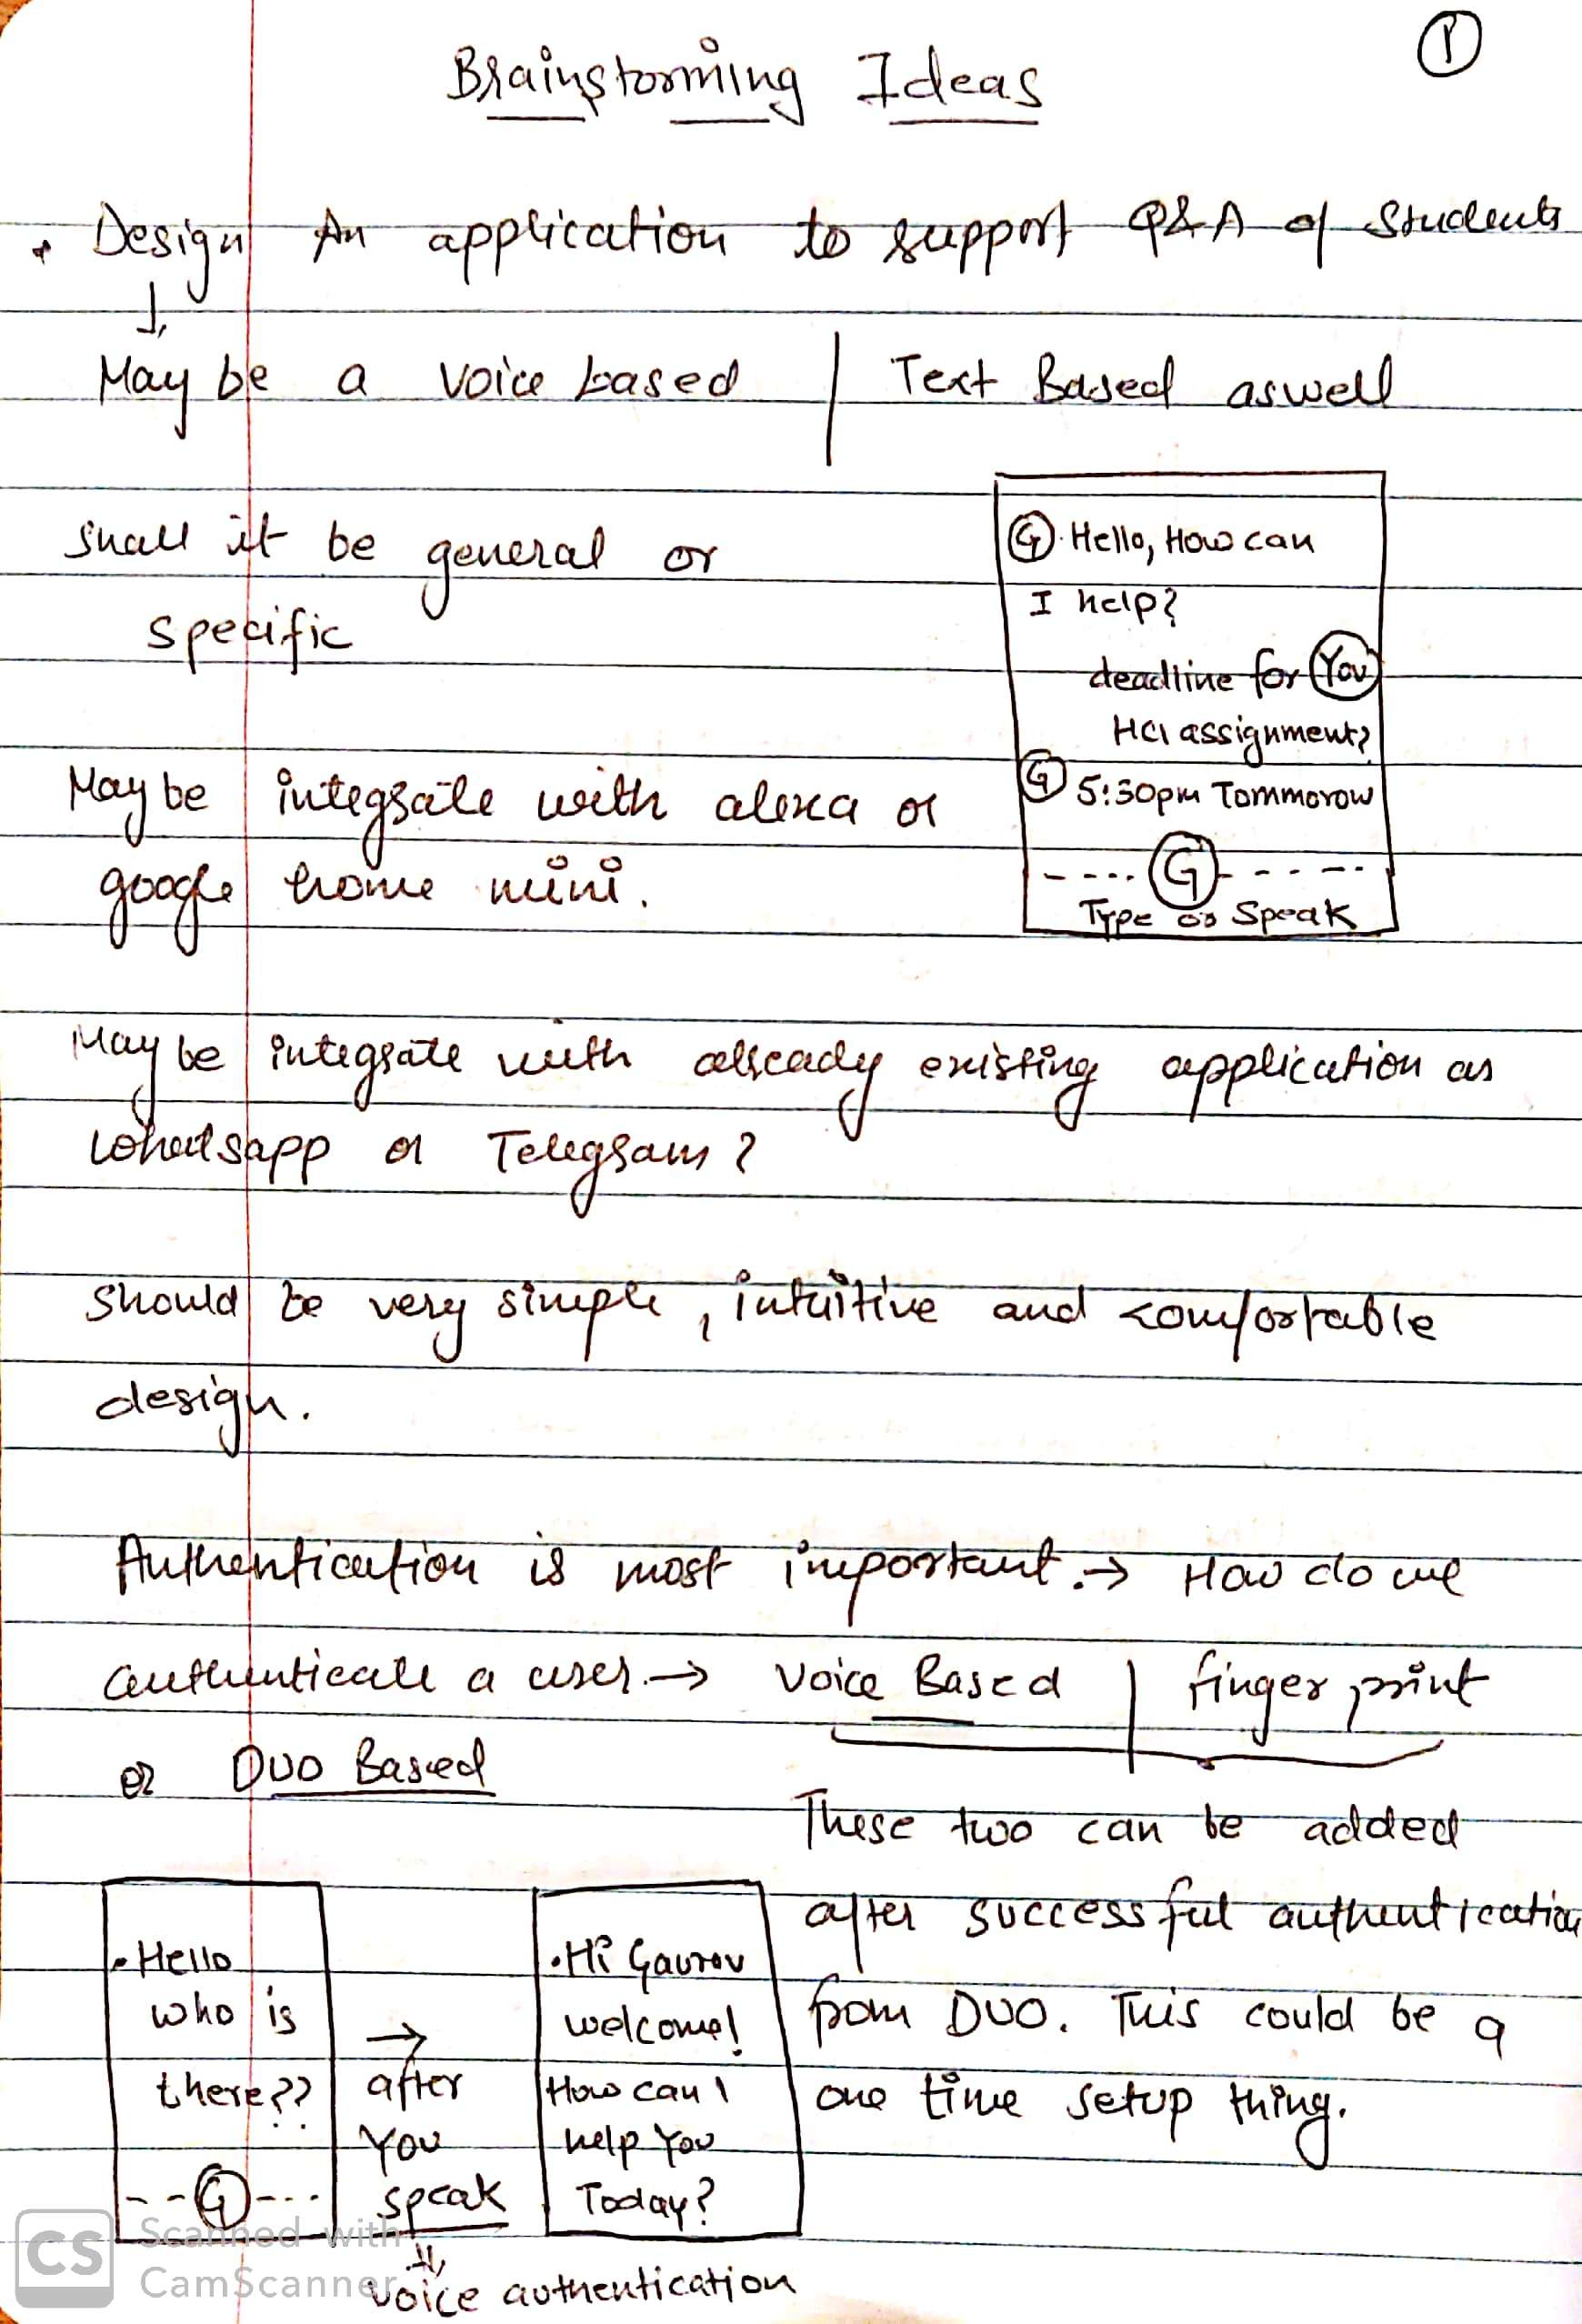 Brainstorming Ideas
1
Design An application to support Q&A of Students
↓
May be a voice based | Text Based aswell
shall it be general or
specific
G. Hello, How can
I help?
deadline for You
HCI assignment?
G 5:30pm Tommorow
---- G -----
Type or Speak
May be integrate with alexa or
google home mini.
May be integrate with already existing application as
Whatsapp or Telegram?
should be very simple, intuitive and comfortable
design.
Authentication is most important. → How do we
authenticate a user. → Voice Based | finger print
or DUO Based
These two can be added
after successful authentication
from DUO. This could be a
one time setup thing.
• Hello
who is
there??
-- G ---
→
after
You
speak
⇓
voice authentication
• Hi Gaurav
welcome!
How can I
help You
Today?
CS Scanned with
CamScanner